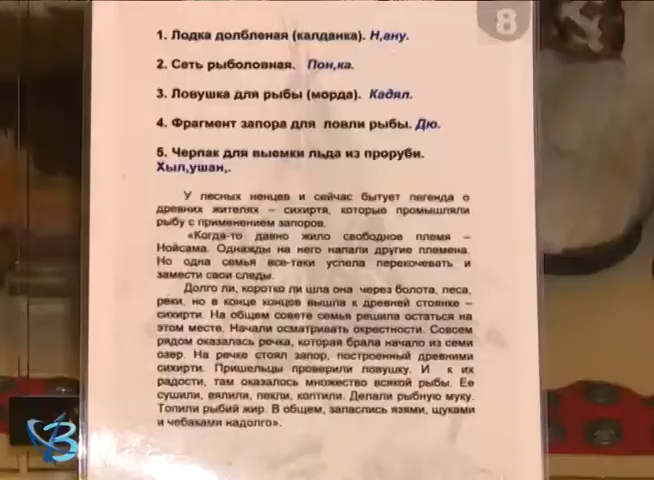 8
1. Лодка долбленая (калданка). Н,ану.
2. Сеть рыболовная. Пон,ка.
3. Ловушка для рыбы (морда). Кадял.
4. Фрагмент запора для ловли рыбы. Дю.
5. Черпак для выемки льда из проруби.
Хыл,ушан,.
У лесных ненцев и сейчас бытует легенда о
древних жителях – сихиртя, которые промышляли
рыбу с применением запоров.
«Когда-то давно жило свободное племя –
Нойсама. Однажды на него напали другие племена.
Но одна семья все-таки успела перекочевать и
замести свои следы.
Долго ли, коротко ли шла она через болота, леса,
реки, но в конце концов вышла к древней стоянке –
сихирти. На общем совете семья решила остаться на
этом месте. Начали осматривать окрестности. Совсем
рядом оказалась речка, которая брала начало из семи
озер. На речке стоял запор, построенный древними
сихирти. Пришельцы проверили ловушку. И к их
радости, там оказалось множество всякой рыбы. Ее
сушили, вялили, пекли, коптили. Делали рыбную муку.
Топили рыбий жир. В общем, запаслись язями, щуками
и чебаками надолго».